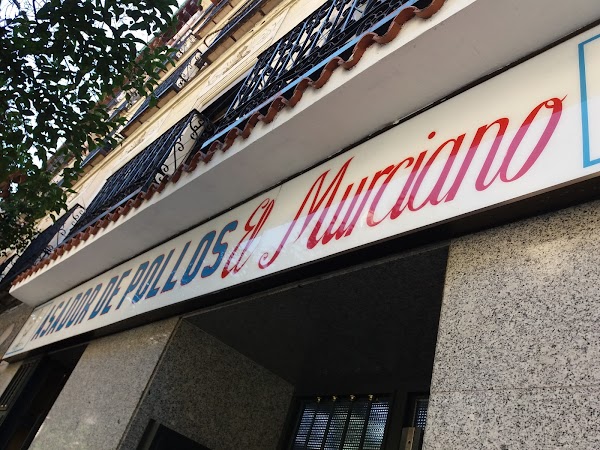 ASADOR DE POLLOS El Murciano